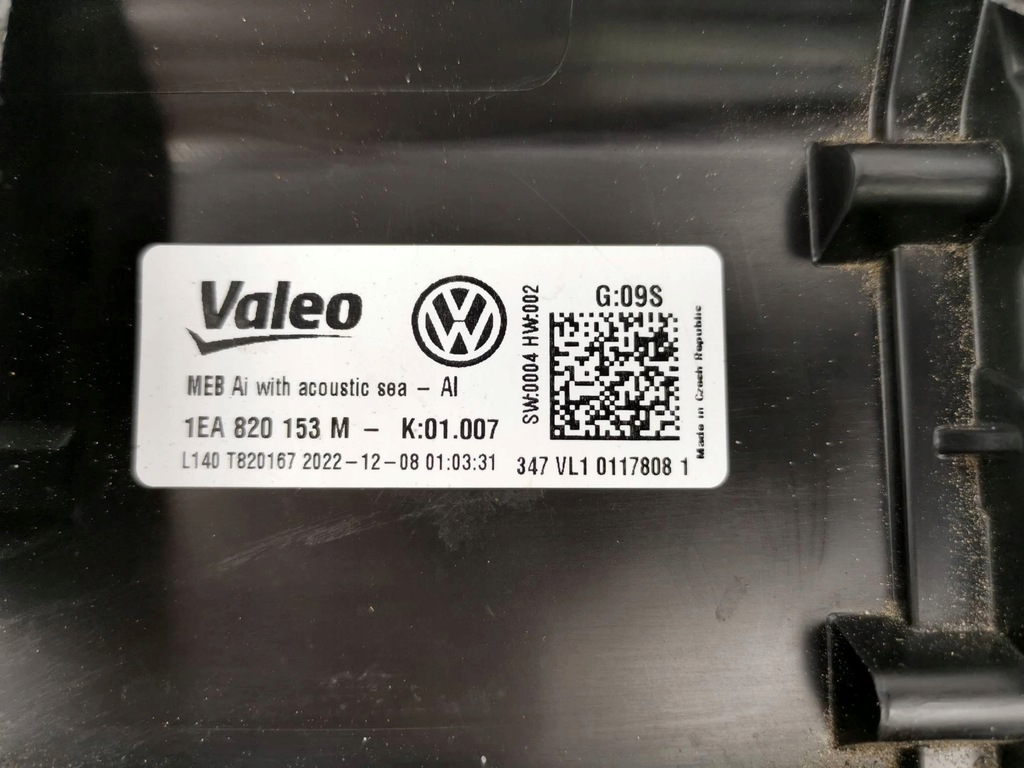 Valeo
MEB Ai with acoustic sea - AI
1EA 820 153 M - K:01.007
L140 T820167 2022-12-08 01:03:31
SW:0004 HW:002
G:09S
347 VL1 0117808 1
Made in Czech Republic